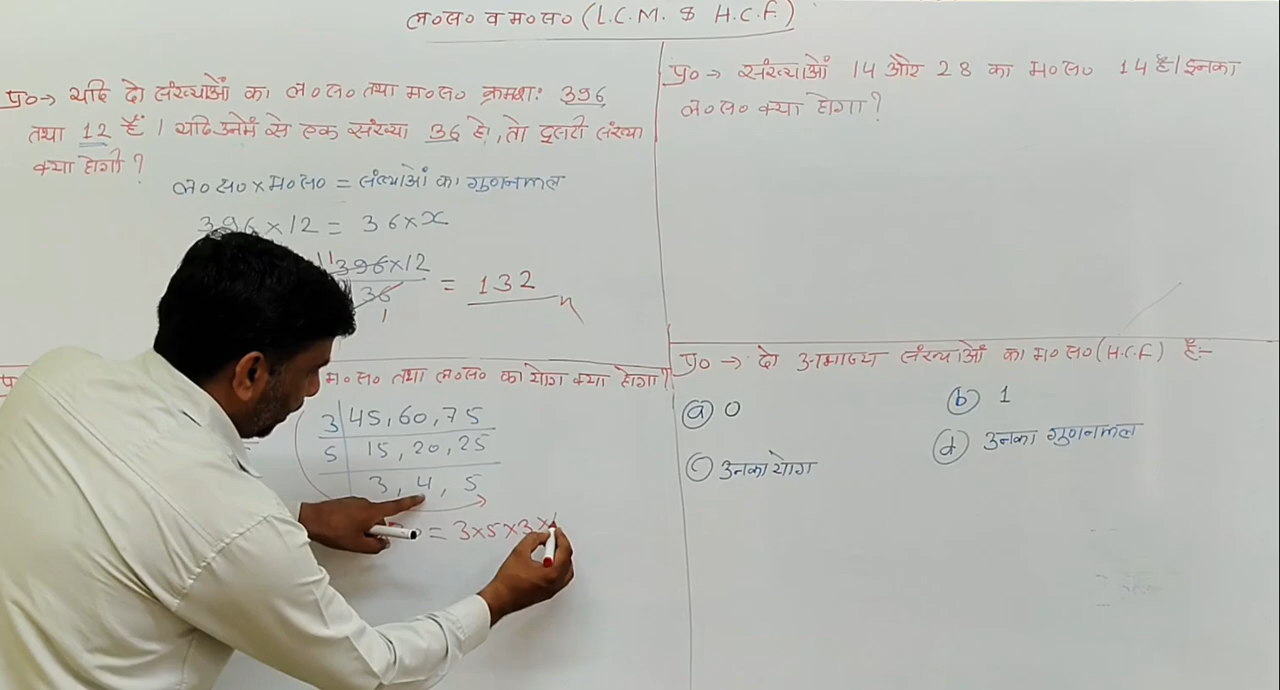 ल०स० व म०स० (L.C.M. & H.C.F.)
प्र० → यदि दो संख्याओं का ल०स० तथा म०स० क्रमशः 396
तथा 12 हैं । यदि उनमें से एक संख्या 36 हो, तो दूसरी संख्या
क्या होगी ?
ल०स०×म०स० = संख्याओं का गुणनफल
396×12 = 36×x
11 396×12
= 132
36
1
म०स० तथा ल०स० का योग क्या होगा?
3 45, 60, 75
5 15, 20, 25
3, 4, 5
= 3×5×3×
प्र० → संख्याओं 14 और 28 का म०स० 14 है। इनका
ल०स० क्या होगा ?
प्र० → दो अभाज्य संख्याओं का म०स० (H.C.F) है:-
(a) 0
(b) 1
(c) उनका योग
(d) उनका गुणनफल